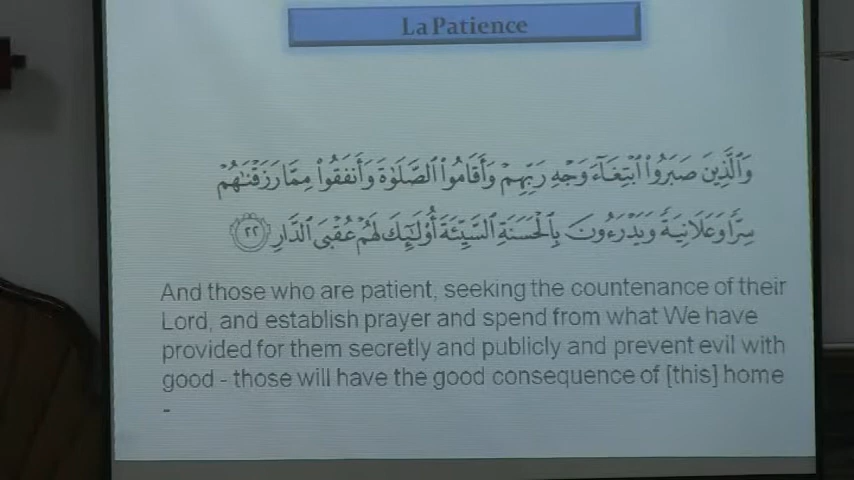 La Patience
وَٱلَّذِينَ صَبَرُوا۟ ٱبْتِغَآءَ وَجْهِ رَبِّهِمْ وَأَقَامُوا۟ ٱلصَّلَوٰةَ وَأَنفَقُوا۟ مِمَّا رَزَقْنَـٰهُمْ
سِرًّا وَعَلَانِيَةً وَيَدْرَءُونَ بِٱلْحَسَنَةِ ٱلسَّيِّئَةَ أُو۟لَـٰٓئِكَ لَهُمْ عُقْبَى ٱلدَّارِ ٢٢
And those who are patient, seeking the countenance of their
Lord, and establish prayer and spend from what We have
provided for them secretly and publicly and prevent evil with
good - those will have the good consequence of [this] home
-